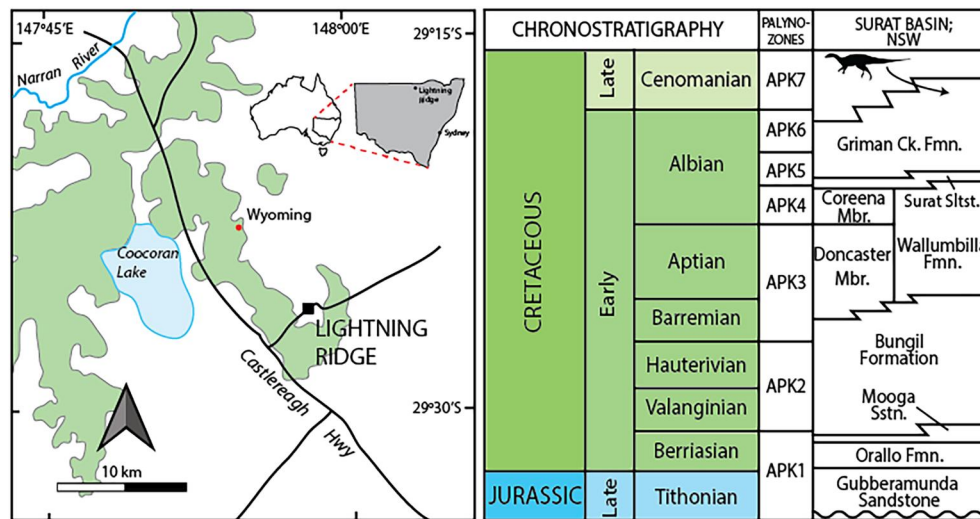 147°45'E
148°00'E
29°15'S
Narran
River
Lightning
Ridge
Sydney
Wyoming
Coocoran
Lake
LIGHTNING
RIDGE
Castlereagh
Hwy
29°30'S
10 km
CHRONOSTRATIGRAPHY
PALYNO-
ZONES
SURAT BASIN;
NSW
CRETACEOUS
Late
Cenomanian
APK7
Early
Albian
APK6
APK5
APK4
Griman Ck. Fmn.
Coreena
Mbr.
Surat Sltst.
Aptian
APK3
Doncaster
Mbr.
Wallumbilla
Fmn.
Barremian
Hauterivian
APK2
Bungil
Formation
Valanginian
Mooga
Sstn.
Berriasian
APK1
Orallo Fmn.
JURASSIC
Late
Tithonian
Gubberamunda
Sandstone